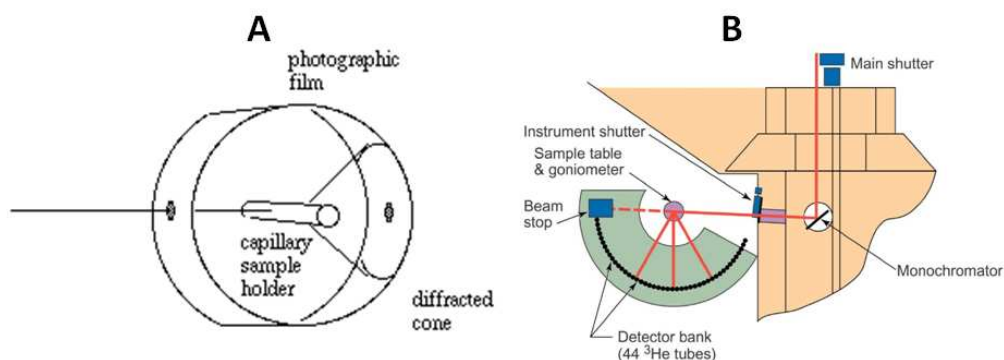 A
photographic
film
capillary
sample
holder
diffracted
cone
B
Main shutter
Instrument shutter
Sample table
& goniometer
Beam
stop
Monochromator
Detector bank
(44 ³He tubes)